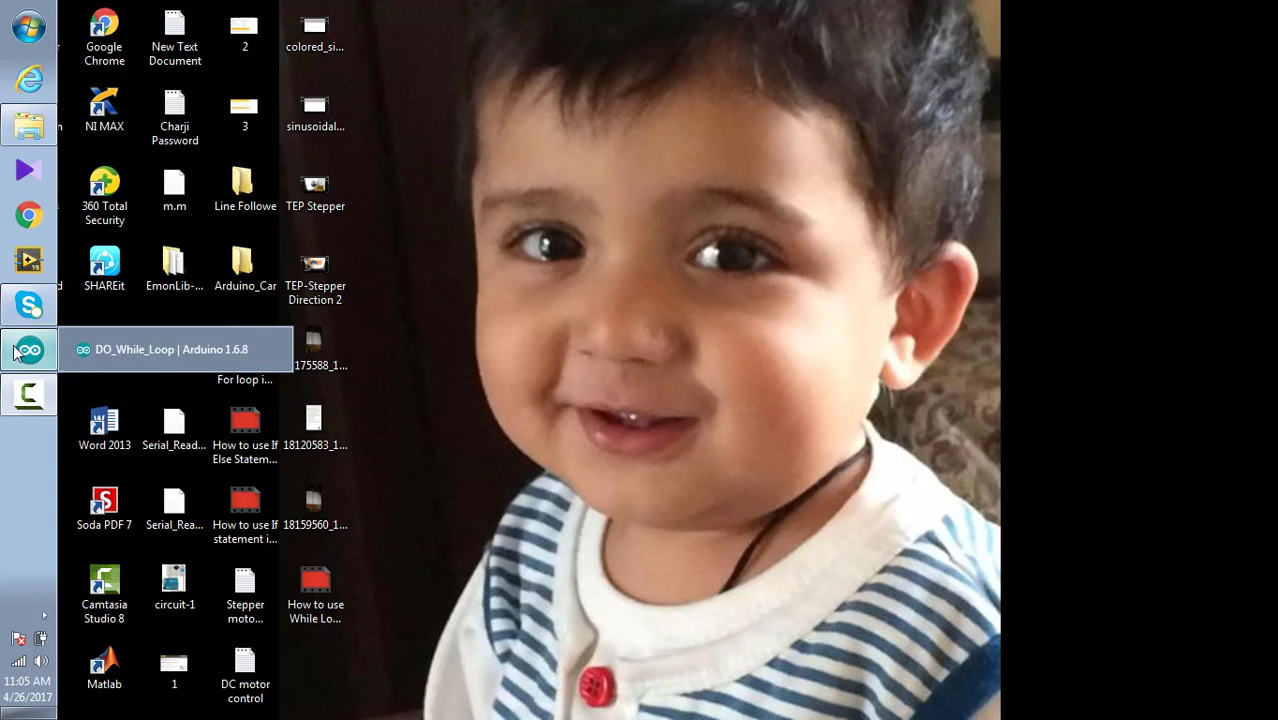 Google
Chrome
New Text
Document
2
colored_si...
NI MAX
Charji
Password
3
sinusoidal...
360 Total
Security
m.m
Line Followe
TEP Stepper
SHAREit
EmonLib-...
Arduino_Car
TEP-Stepper
Direction 2
DO_While_Loop | Arduino 1.6.8
175588_1...
For loop i...
Word 2013
Serial_Read...
How to use If
Else Statem...
18120583_1...
Soda PDF 7
Serial_Rea...
How to use If
statement i...
18159560_1...
Camtasia
Studio 8
circuit-1
Stepper
moto...
How to use
While Lo...
Matlab
1
DC motor
control
15
11:05 AM
4/26/2017